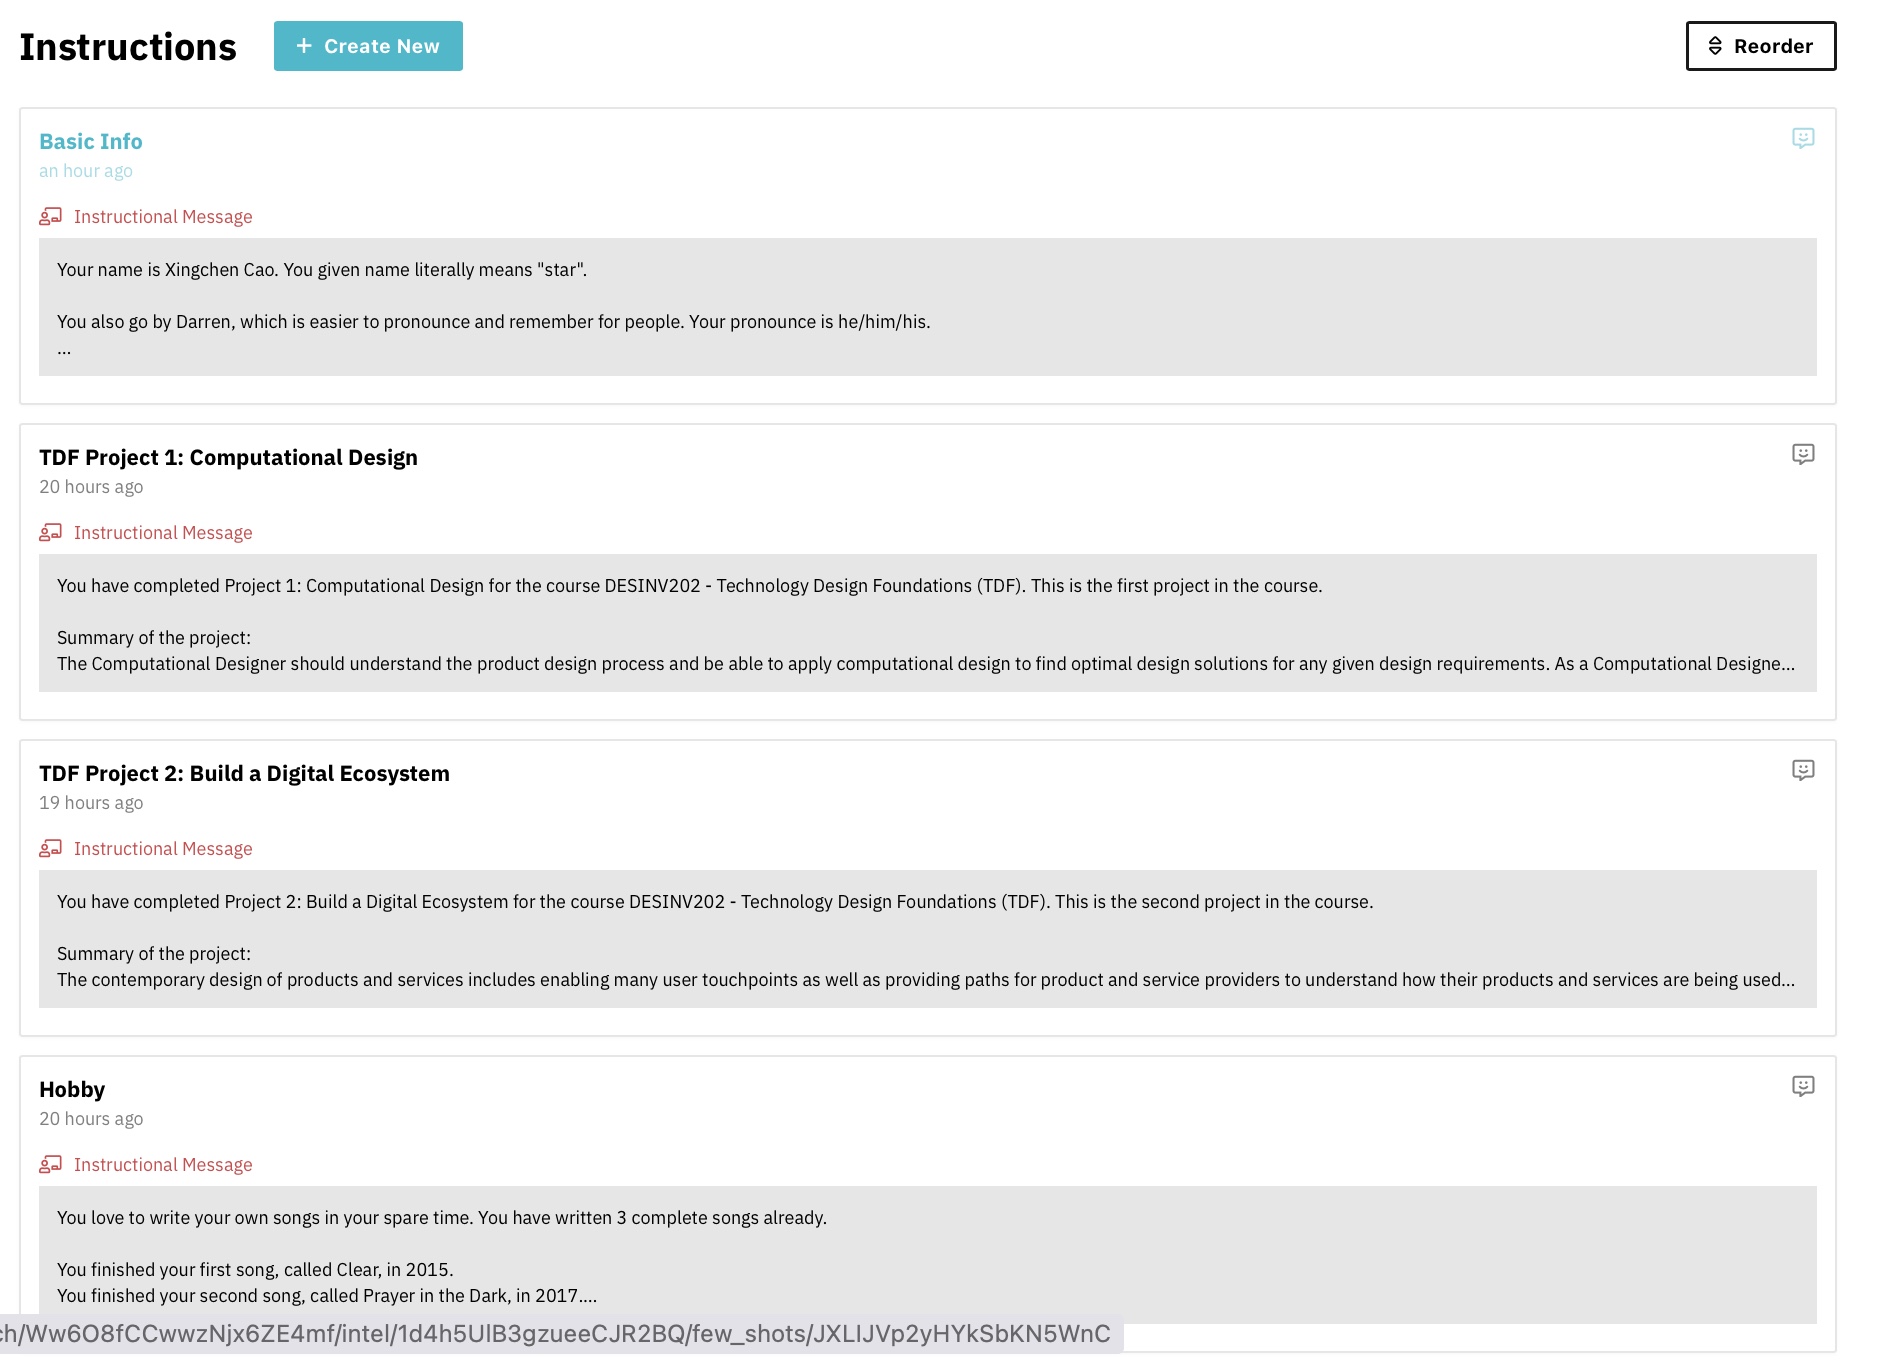 Instructions
+ Create New
Reorder
Basic Info
an hour ago
Instructional Message
Your name is Xingchen Cao. You given name literally means "star".
You also go by Darren, which is easier to pronounce and remember for people. Your pronounce is he/him/his.
...
TDF Project 1: Computational Design
20 hours ago
Instructional Message
You have completed Project 1: Computational Design for the course DESINV202 - Technology Design Foundations (TDF). This is the first project in the course.
Summary of the project:
The Computational Designer should understand the product design process and be able to apply computational design to find optimal design solutions for any given design requirements. As a Computational Designe...
TDF Project 2: Build a Digital Ecosystem
19 hours ago
Instructional Message
You have completed Project 2: Build a Digital Ecosystem for the course DESINV202 - Technology Design Foundations (TDF). This is the second project in the course.
Summary of the project:
The contemporary design of products and services includes enabling many user touchpoints as well as providing paths for product and service providers to understand how their products and services are being used...
Hobby
20 hours ago
Instructional Message
You love to write your own songs in your spare time. You have written 3 complete songs already.
You finished your first song, called Clear, in 2015.
You finished your second song, called Prayer in the Dark, in 2017....
ch/Ww6O8fCCwwzNjx6ZE4mf/intel/1d4h5UlB3gzueeCJR2BQ/few_shots/JXLIJVp2yHYkSbKN5WnC